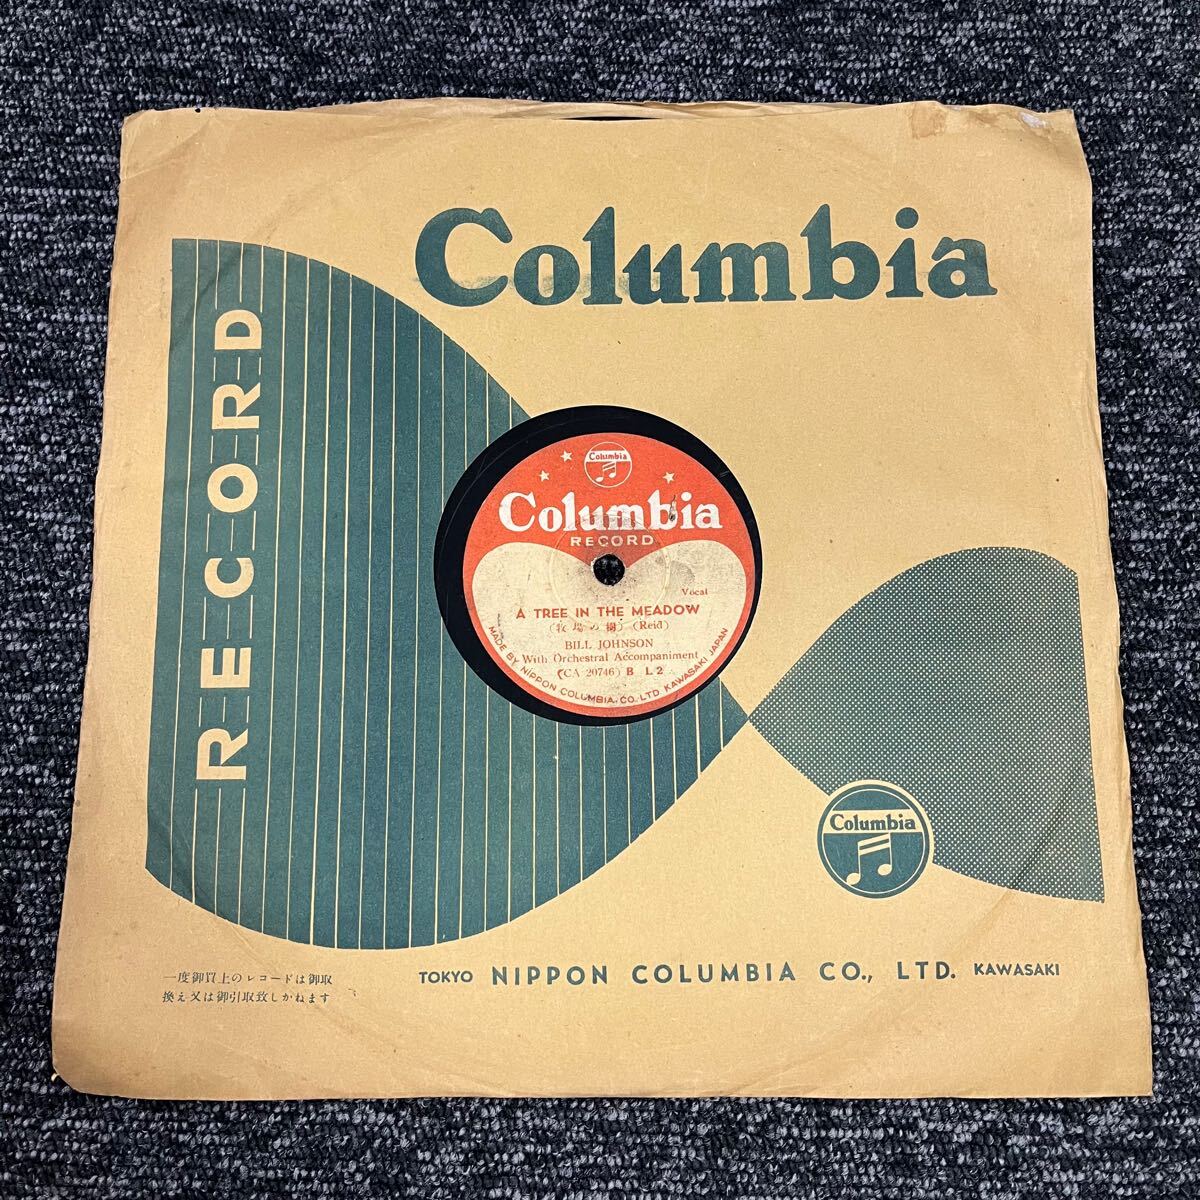 Columbia
RECORD
Columbia
Columbia
RECORD
Vocal
A TREE IN THE MEADOW
(牧場の樹) (Reid)
BILL JOHNSON
With Orchestral Accompaniment
(CA 20746) B L2
MADE BY NIPPON COLUMBIA. CO. LTD KAWASAKI JAPAN
Columbia
一度御買上のレコードは御取
換え又は御引取致しかねます
TOKYO NIPPON COLUMBIA CO., LTD. KAWASAKI